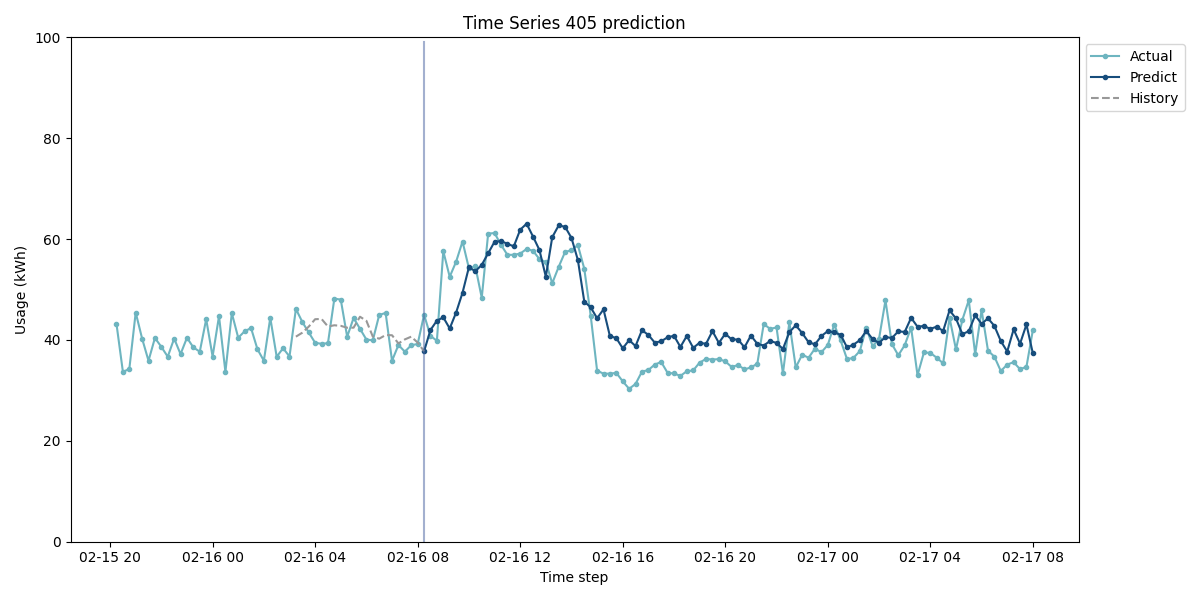 Time Series 405 prediction
100
80
60
40
20
0
Usage (kWh)
02-15 20 02-16 00 02-16 04 02-16 08 02-16 12 02-16 16 02-16 20 02-17 00 02-17 04 02-17 08
Time step
Actual
Predict
History